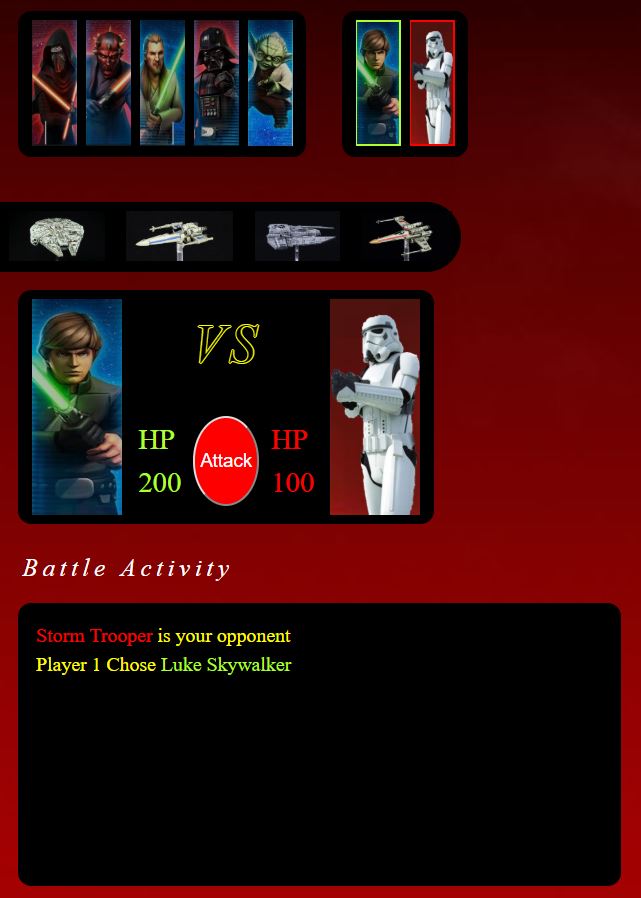 VS
HP
200
Attack
HP
100
Battle Activity
Storm Trooper is your opponent
Player 1 Chose Luke Skywalker